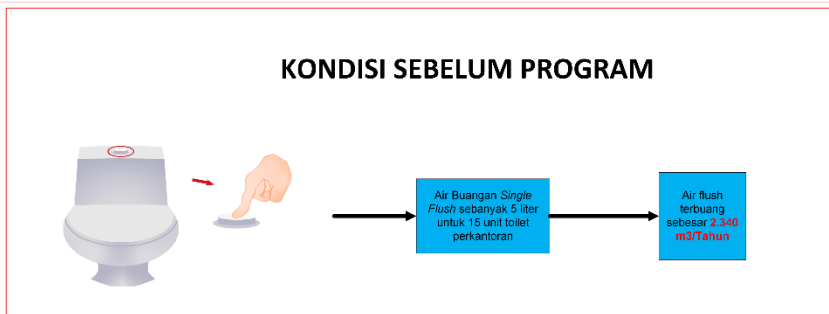 KONDISI SEBELUM PROGRAM
Air Buangan Single
Flush sebanyak 5 liter
untuk 15 unit toilet
perkantoran
Air flush
terbuang
sebesar 2.340
m3/Tahun